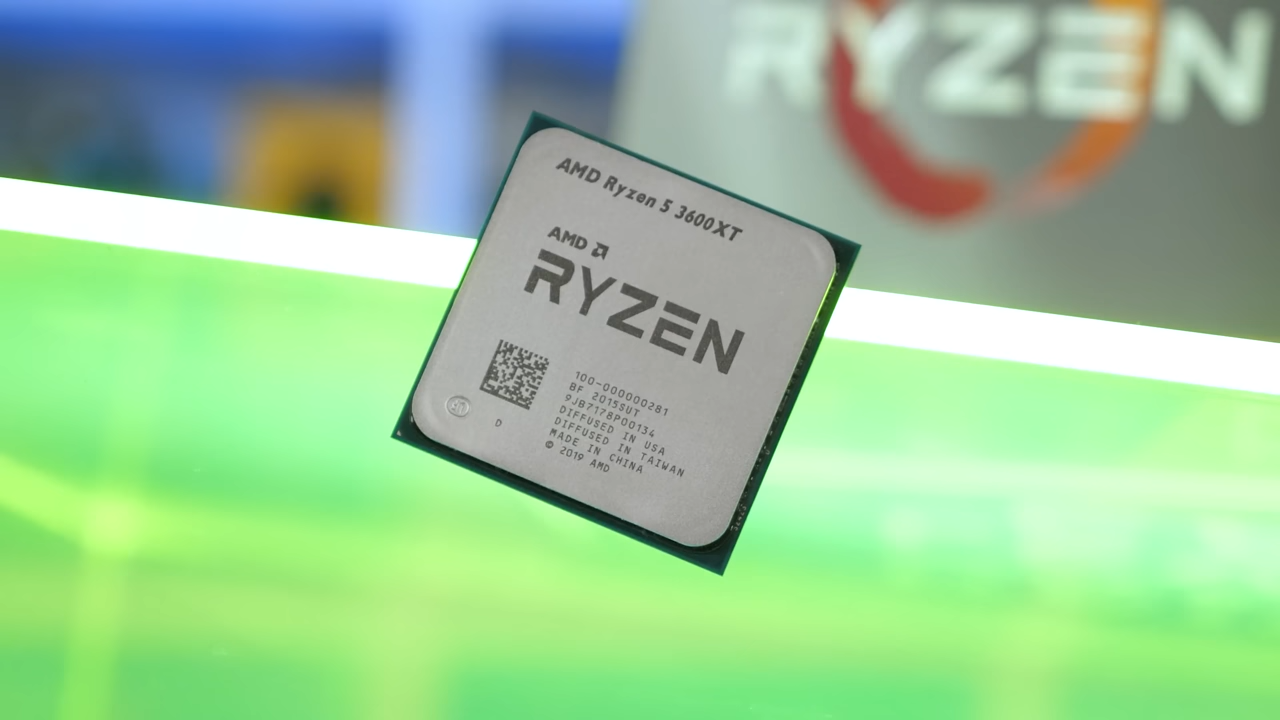 RYZEN
AMD Ryzen 5 3600XT
AMD
RYZEN
100-000000281
BF 2015SUT
9JB7178P00134
DIFFUSED IN USA
DIFFUSED IN TAIWAN
MADE IN CHINA
© 2019 AMD
D